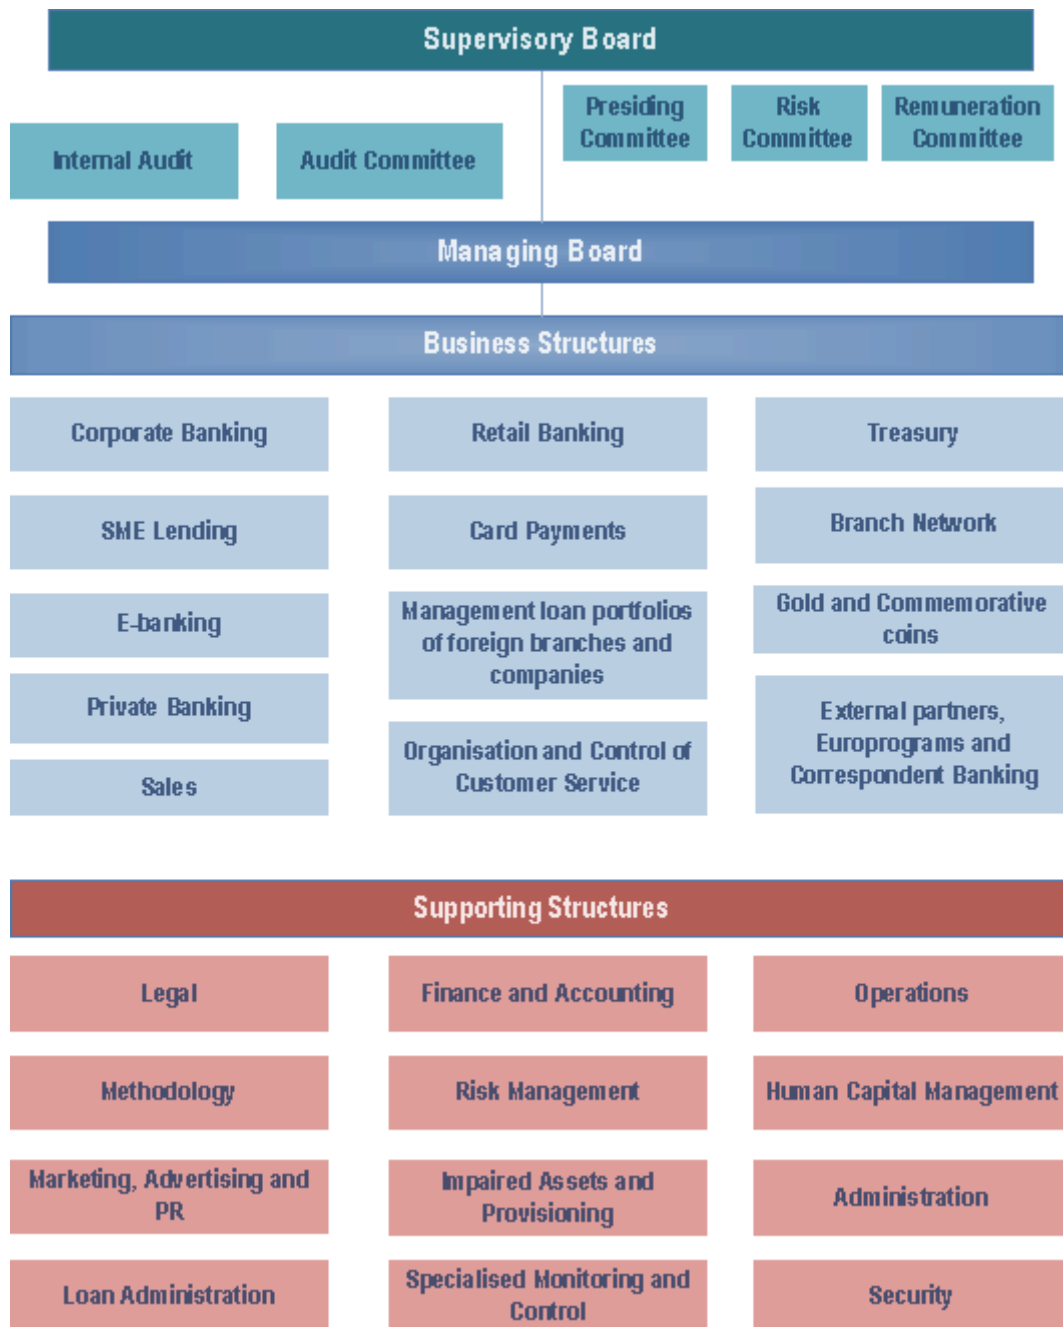 Supervisory Board
Presiding
Committee
Risk
Committee
Remuneration
Committee
Internal Audit
Audit Committee
Managing Board
Business Structures
Corporate Banking
Retail Banking
Treasury
SME Lending
Card Payments
Branch Network
E-banking
Management loan portfolios
of foreign branches and
companies
Gold and Commemorative
coins
Private Banking
Organisation and Control of
Customer Service
External partners,
Europrograms and
Correspondent Banking
Sales
Supporting Structures
Legal
Finance and Accounting
Operations
Methodology
Risk Management
Human Capital Management
Marketing, Advertising and
PR
Impaired Assets and
Provisioning
Administration
Loan Administration
Specialised Monitoring and
Control
Security